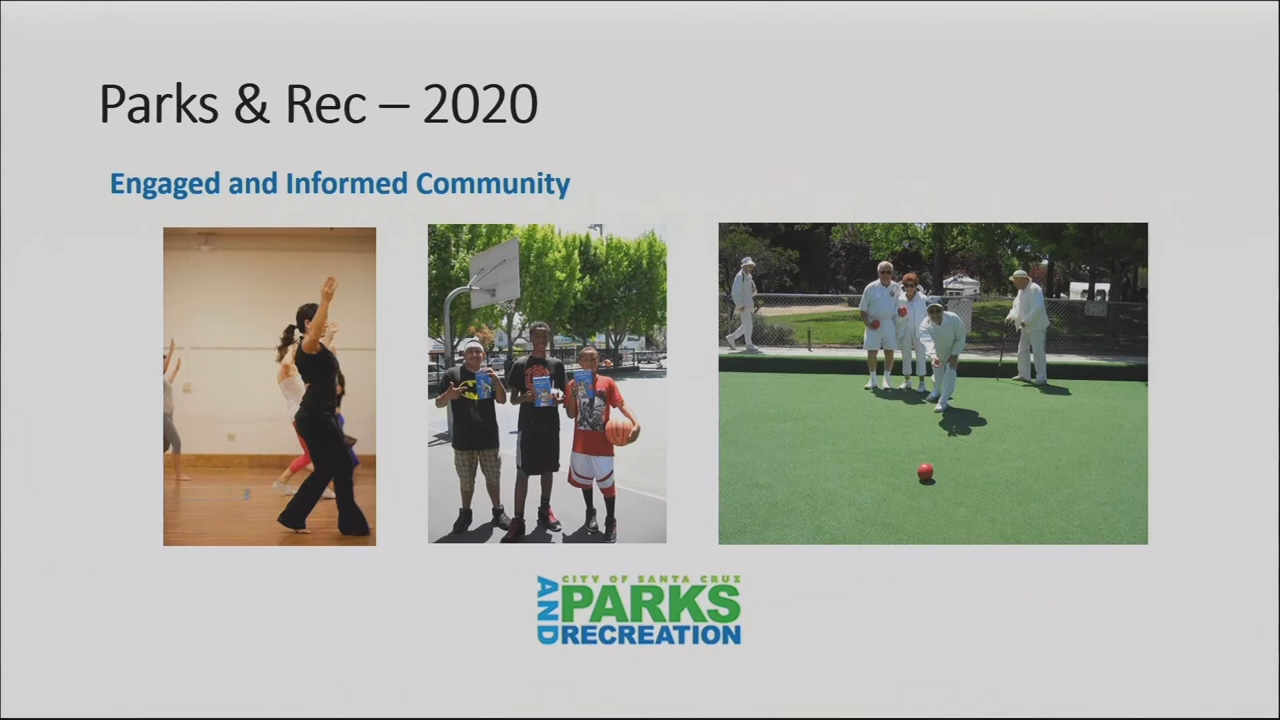 Parks & Rec – 2020
Engaged and Informed Community
CITY OF SANTA CRUZ
PARKS
AND
RECREATION